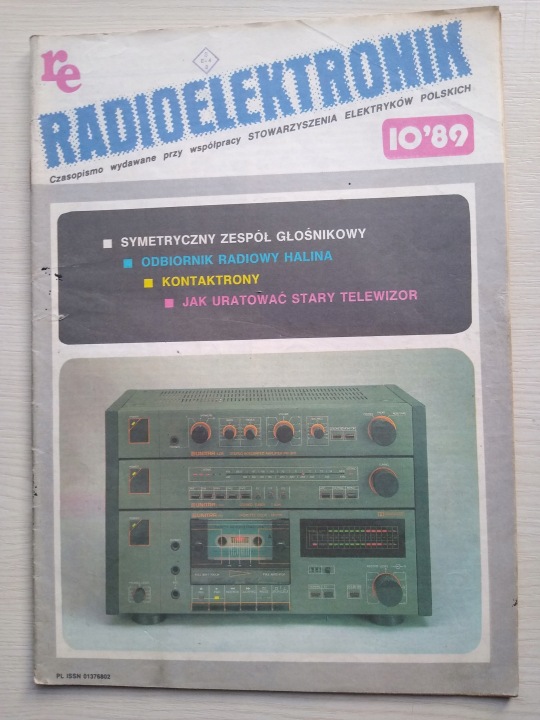 re
RADIOELEKTRONIK
Czasopismo wydawane przy współpracy STOWARZYSZENIA ELEKTRYKÓW POLSKICH
10'89
SYMETRYCZNY ZESPÓŁ GŁOŚNIKOWY
ODBIORNIK RADIOWY HALINA
KONTAKTRONY
JAK URATOWAĆ STARY TELEWIZOR
PL ISSN 01376802